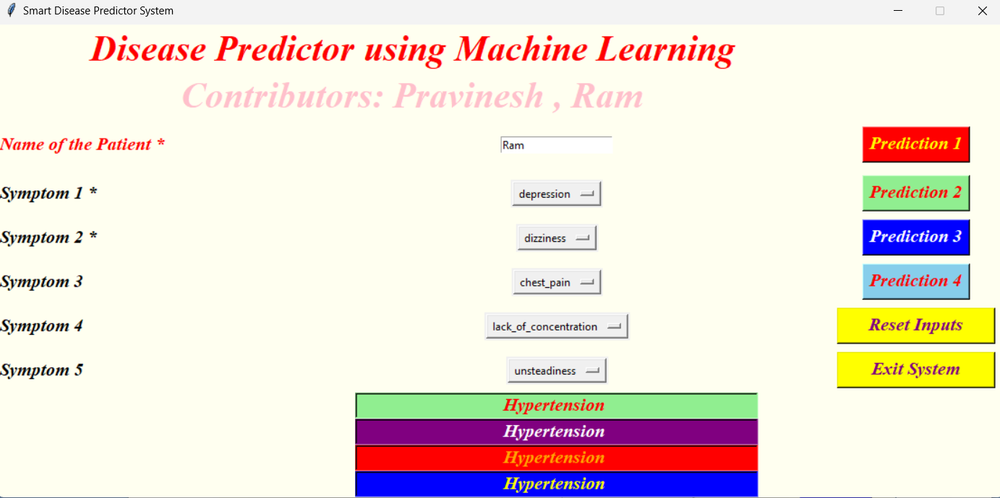 Smart Disease Predictor System
Disease Predictor using Machine Learning
Contributors: Pravinesh , Ram
Name of the Patient * Ram Prediction 1
Symptom 1 * depression Prediction 2
Symptom 2 * dizziness Prediction 3
Symptom 3 chest_pain Prediction 4
Symptom 4 lack_of_concentration Reset Inputs
Symptom 5 unsteadiness Exit System
Hypertension
Hypertension
Hypertension
Hypertension